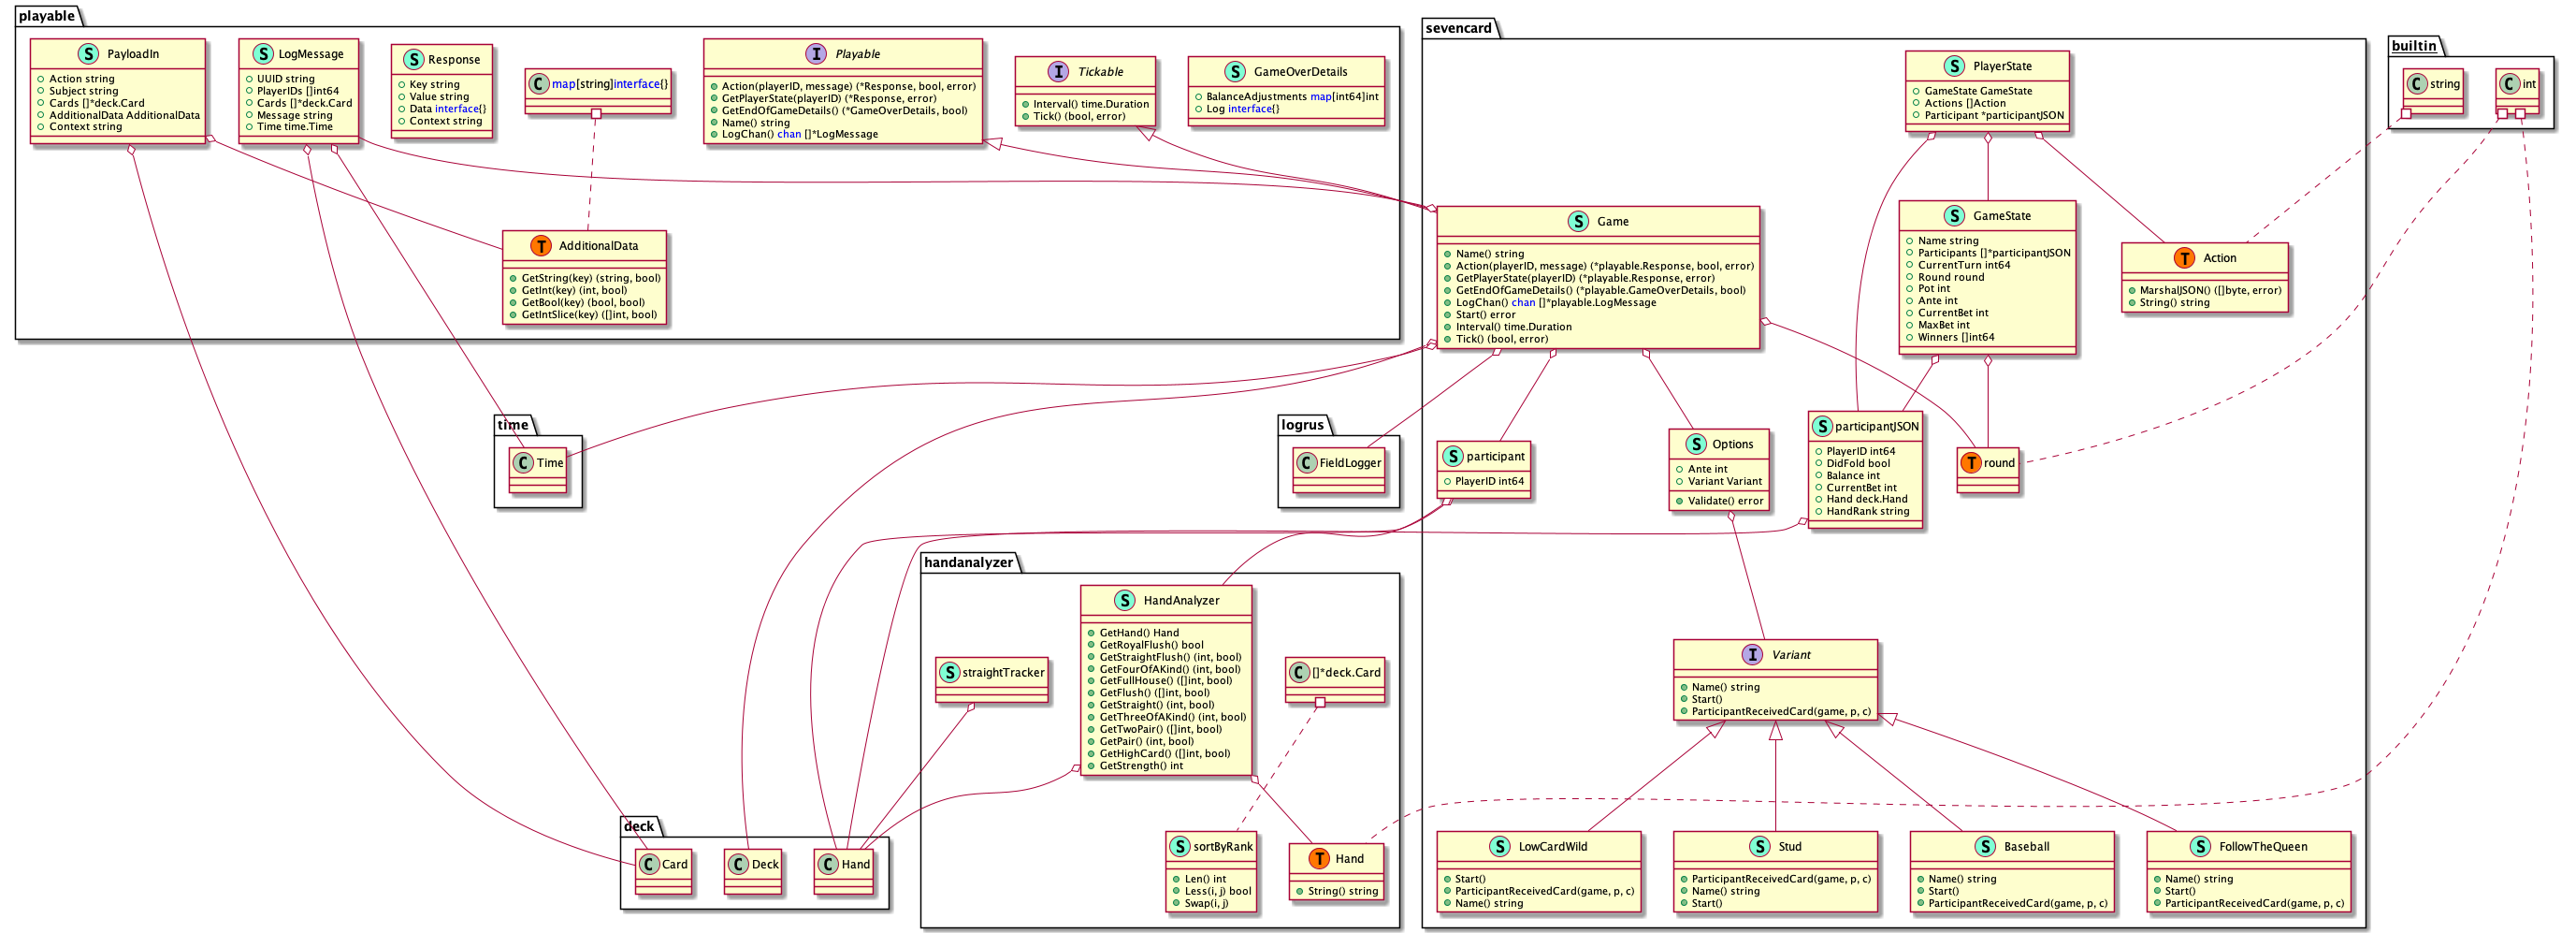 playable
S PayloadIn
Action string
Subject string
Cards []*deck.Card
AdditionalData AdditionalData
Context string
S LogMessage
UUID string
PlayerIDs []int64
Cards []*deck.Card
Message string
Time time.Time
S Response
Key string
Value string
Data interface{}
Context string
C map[string]interface{}
I Playable
Action(playerID, message) (*Response, bool, error)
GetPlayerState(playerID) (*Response, error)
GetEndOfGameDetails() (*GameOverDetails, bool)
Name() string
LogChan() chan []*LogMessage
I Tickable
Interval() time.Duration
Tick() (bool, error)
S GameOverDetails
BalanceAdjustments map[int64]int
Log interface{}
T AdditionalData
GetString(key) (string, bool)
GetInt(key) (int, bool)
GetBool(key) (bool, bool)
GetIntSlice(key) ([]int, bool)
sevencard
S PlayerState
GameState GameState
Actions []Action
Participant *participantJSON
S Game
Name() string
Action(playerID, message) (*playable.Response, bool, error)
GetPlayerState(playerID) (*playable.Response, error)
GetEndOfGameDetails() (*playable.GameOverDetails, bool)
LogChan() chan []*playable.LogMessage
Start() error
Interval() time.Duration
Tick() (bool, error)
S GameState
Name string
Participants []*participantJSON
CurrentTurn int64
Round round
Pot int
Ante int
CurrentBet int
MaxBet int
Winners []int64
T Action
MarshalJSON() ([]byte, error)
String() string
S participant
PlayerID int64
S Options
Ante int
Variant Variant
Validate() error
S participantJSON
PlayerID int64
DidFold bool
Balance int
CurrentBet int
Hand deck.Hand
HandRank string
T round
I Variant
Name() string
Start()
ParticipantReceivedCard(game, p, c)
S LowCardWild
Start()
ParticipantReceivedCard(game, p, c)
Name() string
S Stud
ParticipantReceivedCard(game, p, c)
Name() string
Start()
S Baseball
Name() string
Start()
ParticipantReceivedCard(game, p, c)
S FollowTheQueen
Name() string
Start()
ParticipantReceivedCard(game, p, c)
builtin
C string
C int
time
C Time
logrus
C FieldLogger
handanalyzer
S HandAnalyzer
GetHand() Hand
GetRoyalFlush() bool
GetStraightFlush() (int, bool)
GetFourOfAKind() (int, bool)
GetFullHouse() ([]int, bool)
GetFlush() ([]int, bool)
GetStraight() (int, bool)
GetThreeOfAKind() (int, bool)
GetTwoPair() ([]int, bool)
GetPair() (int, bool)
GetHighCard() ([]int, bool)
GetStrength() int
S straightTracker
C []*deck.Card
S sortByRank
Len() int
Less(i, j) bool
Swap(i, j)
T Hand
String() string
deck
C Card
C Deck
C Hand